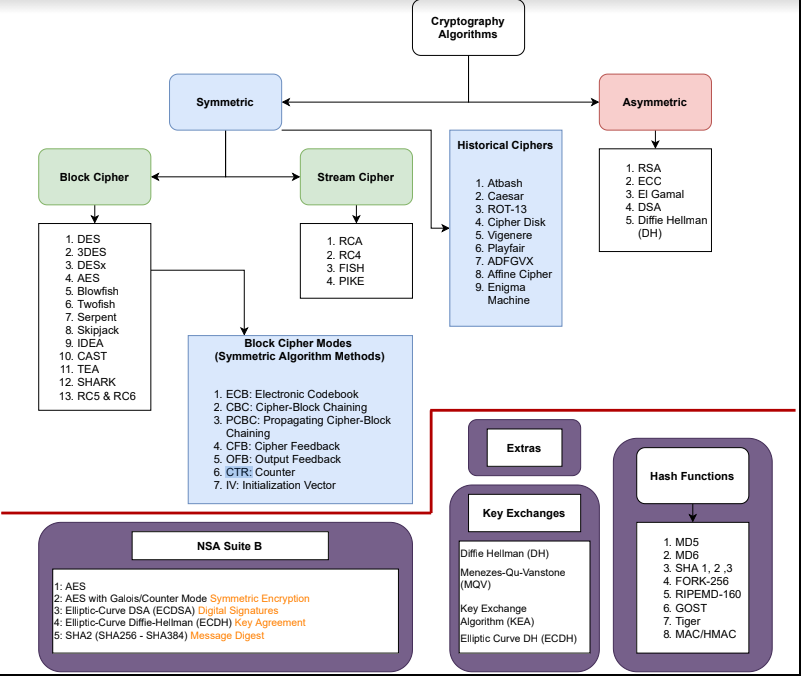 Cryptography
Algorithms
Symmetric
Asymmetric
Block Cipher
Stream Cipher
Historical Ciphers
1. Atbash
2. Caesar
3. ROT-13
4. Cipher Disk
5. Vigenere
6. Playfair
7. ADFGVX
8. Affine Cipher
9. Enigma
Machine
1. RSA
2. ECC
3. El Gamal
4. DSA
5. Diffie Hellman
(DH)
1. DES
2. 3DES
3. DESx
4. AES
5. Blowfish
6. Twofish
7. Serpent
8. Skipjack
9. IDEA
10. CAST
11. TEA
12. SHARK
13. RC5 & RC6
1. RCA
2. RC4
3. FISH
4. PIKE
Block Cipher Modes
(Symmetric Algorithm Methods)
1. ECB: Electronic Codebook
2. CBC: Cipher-Block Chaining
3. PCBC: Propagating Cipher-Block
Chaining
4. CFB: Cipher Feedback
5. OFB: Output Feedback
6. CTR: Counter
7. IV: Initialization Vector
Extras
Key Exchanges
Diffie Hellman (DH)
Menezes-Qu-Vanstone
(MQV)
Key Exchange
Algorithm (KEA)
Elliptic Curve DH (ECDH)
Hash Functions
1. MD5
2. MD6
3. SHA 1, 2 ,3
4. FORK-256
5. RIPEMD-160
6. GOST
7. Tiger
8. MAC/HMAC
NSA Suite B
1: AES
2: AES with Galois/Counter Mode Symmetric Encryption
3: Elliptic-Curve DSA (ECDSA) Digital Signatures
4: Elliptic-Curve Diffie-Hellman (ECDH) Key Agreement
5: SHA2 (SHA256 - SHA384) Message Digest